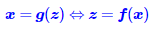 x = g(z) ⇔ z = f(x)